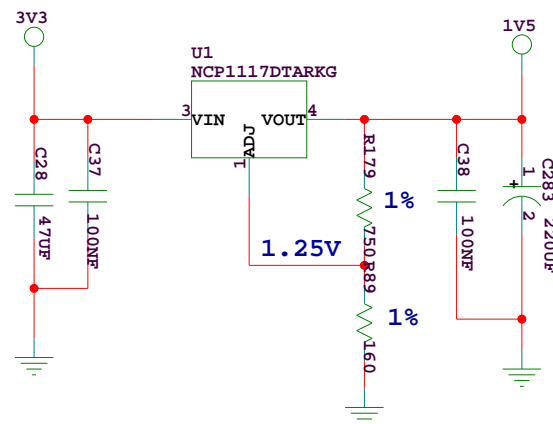 3V3
1V5
U1
NCP1117DTARKG
3
VIN
VOUT
4
ADJ
1
C28
47UF
C37
100NF
R179
750
1%
1.25V
R89
160
1%
C38
100NF
1
+
2
C283
220UF